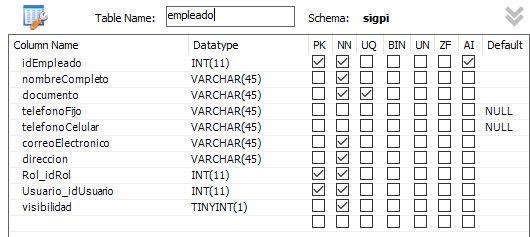 Table Name: empleado Schema: sigpi
Column Name Datatype PK NN UQ BIN UN ZF AI Default
idEmpleado INT(11)
nombreCompleto VARCHAR(45)
documento VARCHAR(45)
telefonoFijo VARCHAR(45) NULL
telefonoCelular VARCHAR(45) NULL
correoElectronico VARCHAR(45)
direccion VARCHAR(45)
Rol_idRol INT(11)
Usuario_idUsuario INT(11)
visibilidad TINYINT(1)